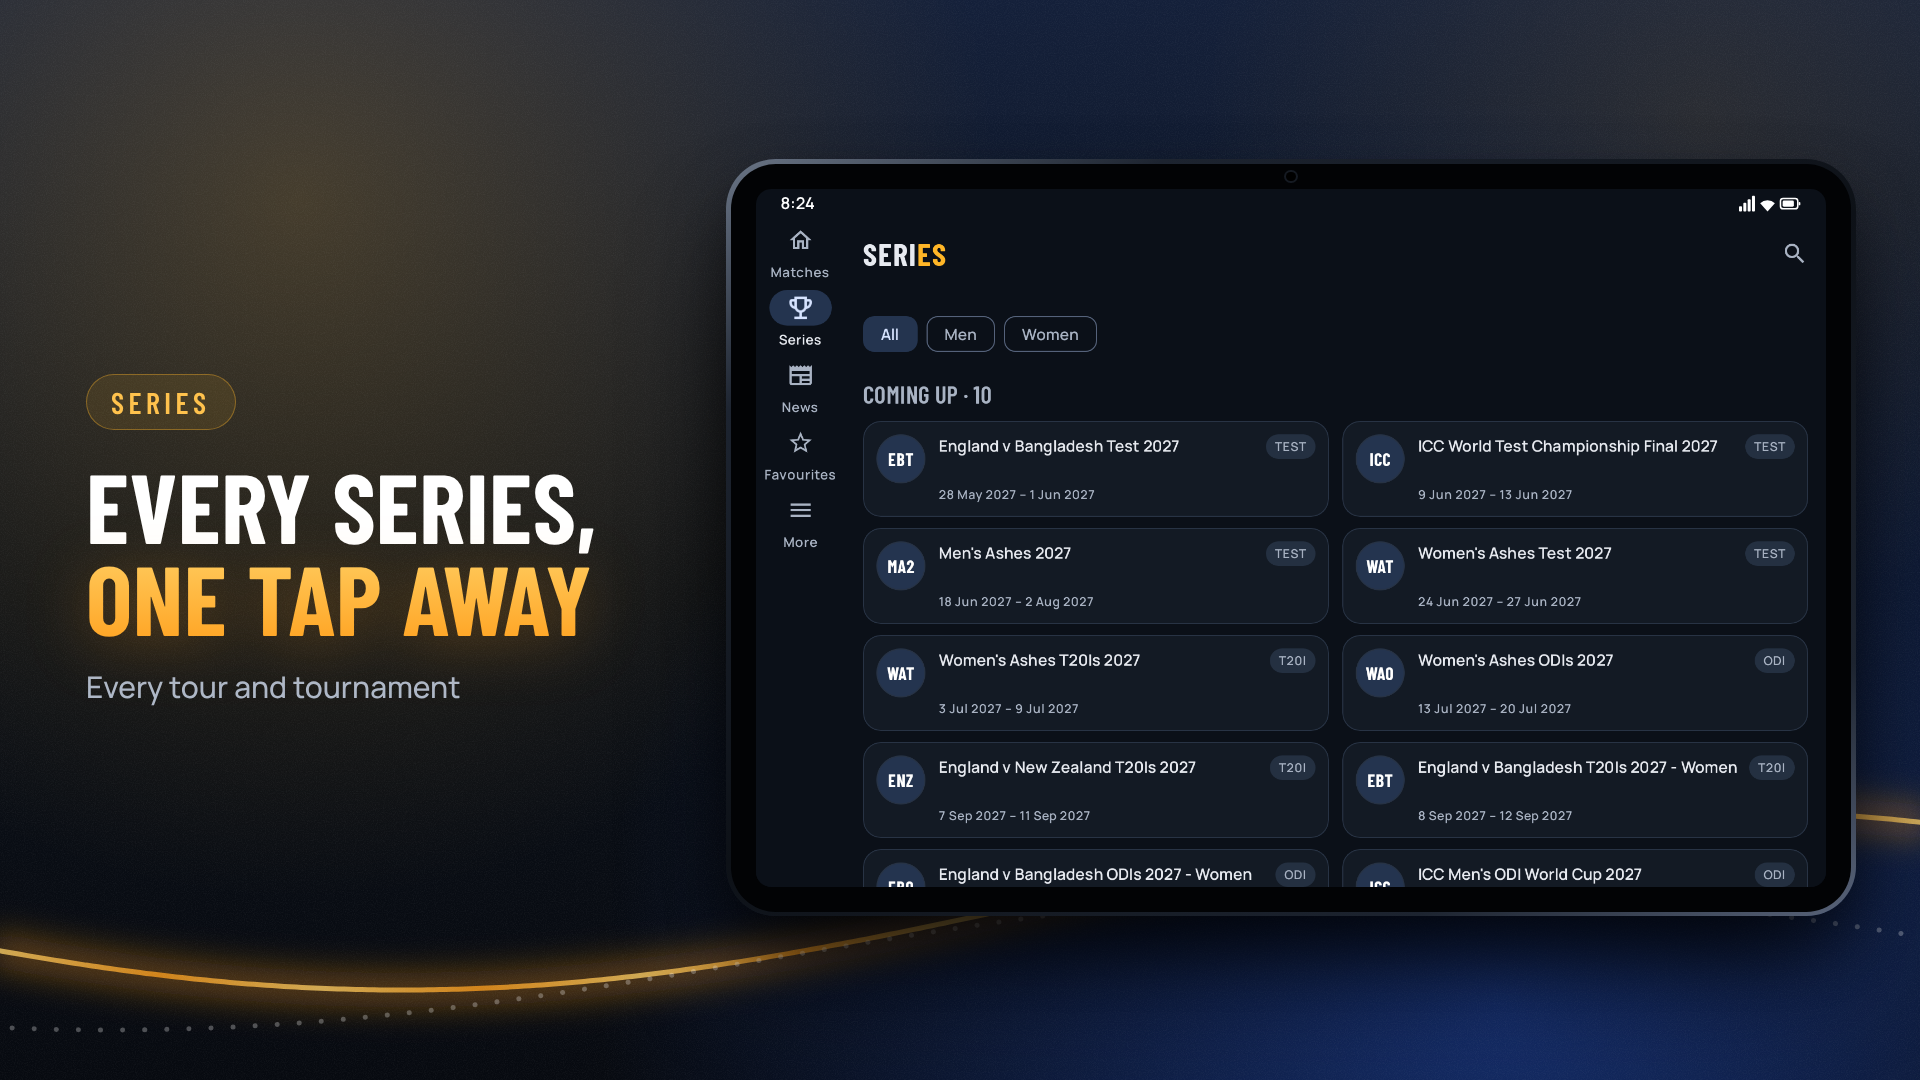 SERIES
EVERY SERIES,
ONE TAP AWAY
Every tour and tournament
8:24
Matches
Series
News
Favourites
More
SERIES
All
Men
Women
COMING UP · 10
EBT
England v Bangladesh Test 2027
TEST
28 May 2027 – 1 Jun 2027
ICC
ICC World Test Championship Final 2027
TEST
9 Jun 2027 – 13 Jun 2027
MA2
Men's Ashes 2027
TEST
18 Jun 2027 – 2 Aug 2027
WAT
Women's Ashes Test 2027
TEST
24 Jun 2027 – 27 Jun 2027
WAT
Women's Ashes T20Is 2027
T20I
3 Jul 2027 – 9 Jul 2027
WAO
Women's Ashes ODIs 2027
ODI
13 Jul 2027 – 20 Jul 2027
ENZ
England v New Zealand T20Is 2027
T20I
7 Sep 2027 – 11 Sep 2027
EBT
England v Bangladesh T20Is 2027 - Women
T20I
8 Sep 2027 – 12 Sep 2027
England v Bangladesh ODIs 2027 - Women
ODI
ICC Men's ODI World Cup 2027
ODI